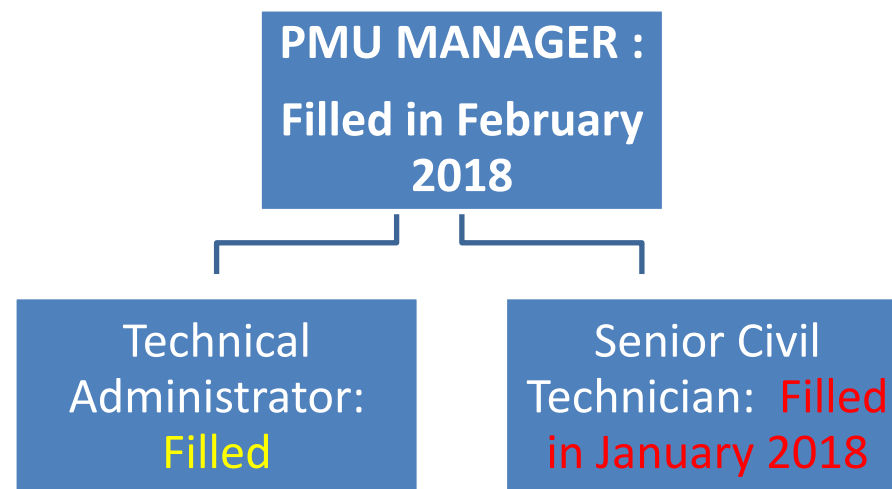 PMU MANAGER :
Filled in February
2018
Technical
Administrator:
Filled
Senior Civil
Technician: Filled
in January 2018